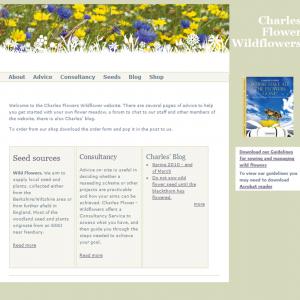 Charles
Flower
Wildflowers
About Advice Consultancy Seeds Blog Shop
Welcome to the Charles Flower Wildflower website. There are several pages of advice to help
you get started with your own flower meadow, a forum to chat to our staff and other members of
the website, there is also Charles' blog.
To order from our shop download the order form and pop it in the post to us.
Seed sources
Wild Flowers. We aim to
supply local seed and
plants, collected either
from the
Berkshire/Wiltshire area or
from further afield in
England. Most of the
woodland seed and plants
originate from an SSSI
near Newbury.
Read more
Consultancy
Advice on site is useful in
deciding whether a
reseeding scheme or other
projects are practicable
and how your aims can be
achieved. Charles Flower -
Wildflowers offers a
Consultancy Service to
assess what you have, and
then guide you through the
steps needed to achieve
your goal.
Read more
Charles' Blog
Spring 2010 - end
of March
Do not sow wild
flower seed until the
blackthorn has
flowered.
more
Download our Guidelines
for sowing and managing
wild flowers
To view our guidelines you
may need to download
Acrobat reader